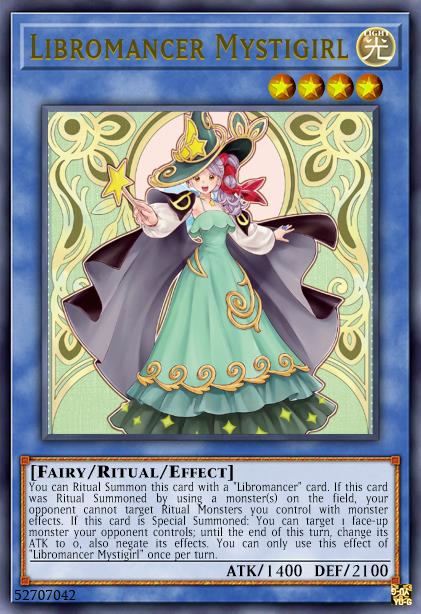 Libromancer Mystigirl
LIGHT
光
[Fairy/Ritual/Effect]
You can Ritual Summon this card with a "Libromancer" card. If this card
was Ritual Summoned by using a monster(s) on the field, your
opponent cannot target Ritual Monsters you control with monster
effects. If this card is Special Summoned: You can target 1 face-up
monster your opponent controls; until the end of this turn, change its
ATK to 0, also negate its effects. You can only use this effect of
"Libromancer Mystigirl" once per turn.
ATK/1400 DEF/2100
52707042